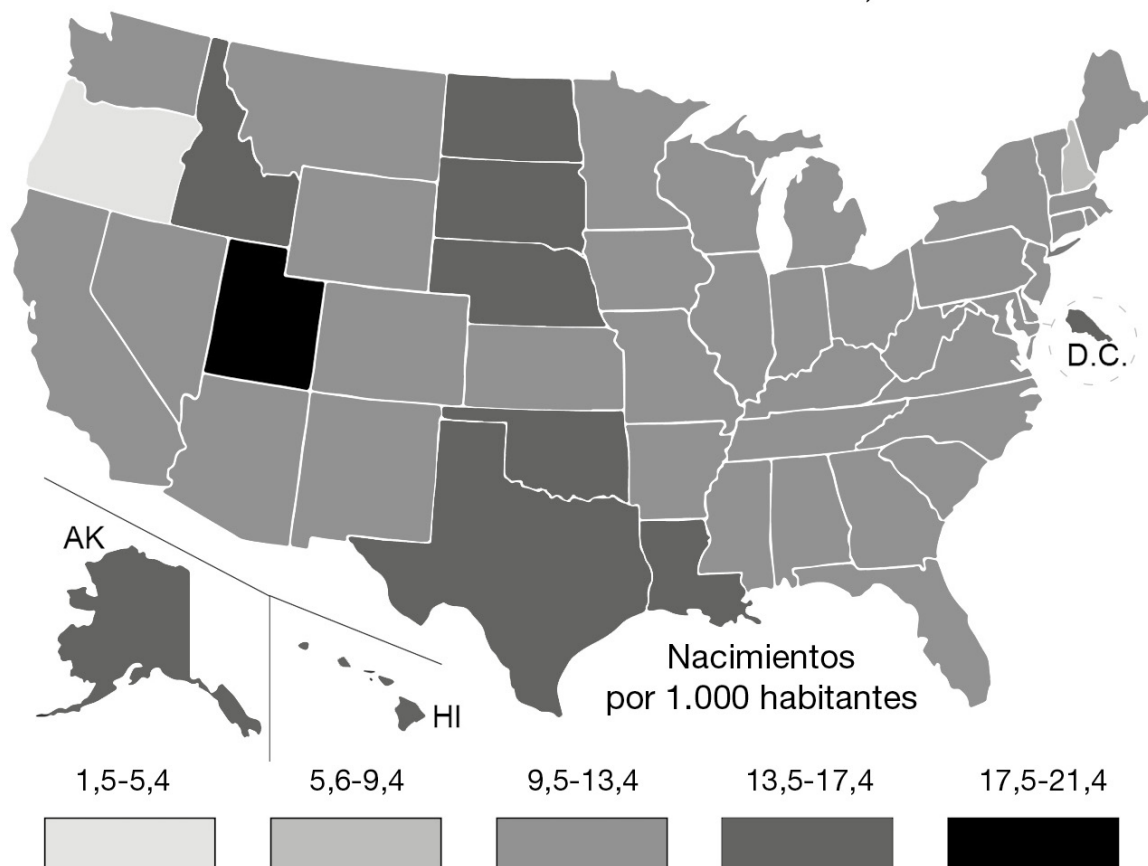 D.C.
AK
HI
Nacimientos
por 1.000 habitantes
1,5-5,4
5,6-9,4
9,5-13,4
13,5-17,4
17,5-21,4